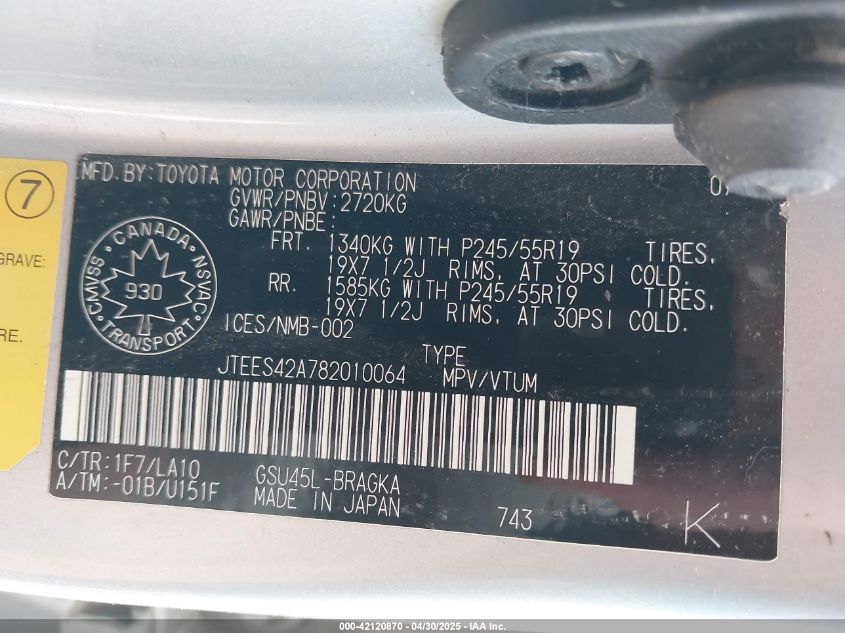 7
GRAVE:
MFD. BY: TOYOTA MOTOR CORPORATION
GVWR/PNBV: 2720KG
GAWR/PNBE:
FRT. 1340KG WITH P245/55R19 TIRES,
19X7 1/2J RIMS, AT 30PSI COLD.
RR. 1585KG WITH P245/55R19 TIRES,
19X7 1/2J RIMS, AT 30PSI COLD.
ICES/NMB-002
CANADA
CMVSS
930
NSVAC
TRANSPORT
TYPE
JTEES42A782010064 MPV/VTUM
C/TR: 1F7/LA10 GSU45L-BRAGKA
A/TM: -01B/U151F MADE IN JAPAN
743
K
000-42120870 - 04/30/2025 - IAA Inc.